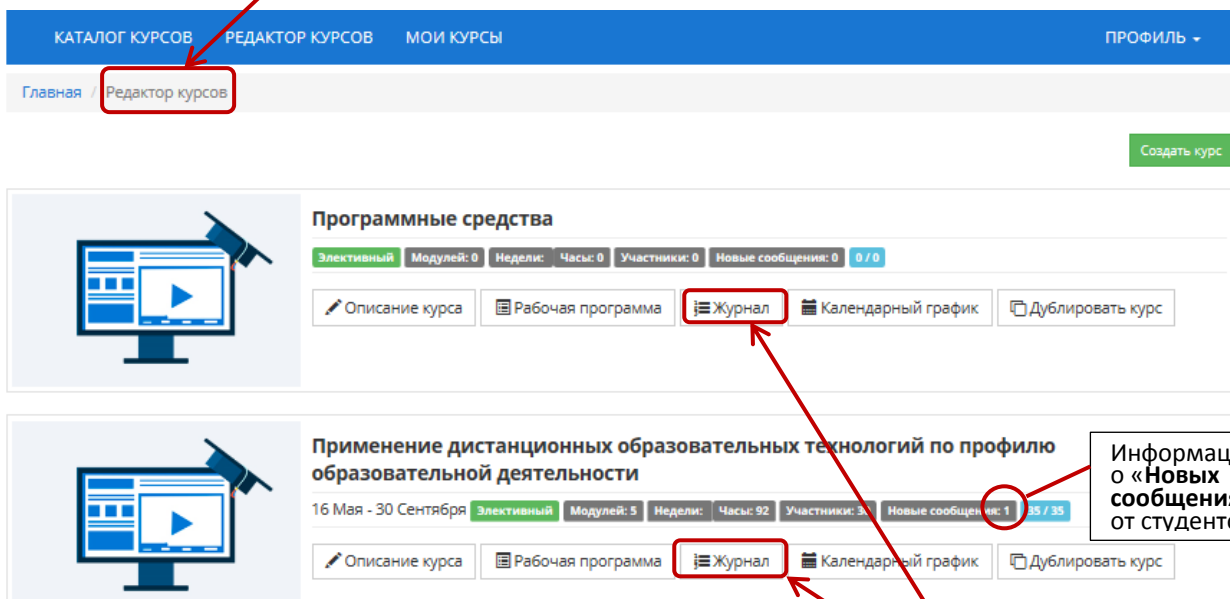 КАТАЛОГ КУРСОВ РЕДАКТОР КУРСОВ МОИ КУРСЫ ПРОФИЛЬ
Главная / Редактор курсов
Создать курс
Программные средства
Элективный Модулей: 0 Недели: Часы: 0 Участники: 0 Новые сообщения: 0 0 / 0
Описание курса Рабочая программа Журнал Календарный график Дублировать курс
Применение дистанционных образовательных технологий по профилю
образовательной деятельности
16 Мая - 30 Сентября Элективный Модулей: 5 Недели: Часы: 92 Участники: Новые сообщения: 1 35 / 35
Описание курса Рабочая программа Журнал Календарный график Дублировать курс
о «Новых
от